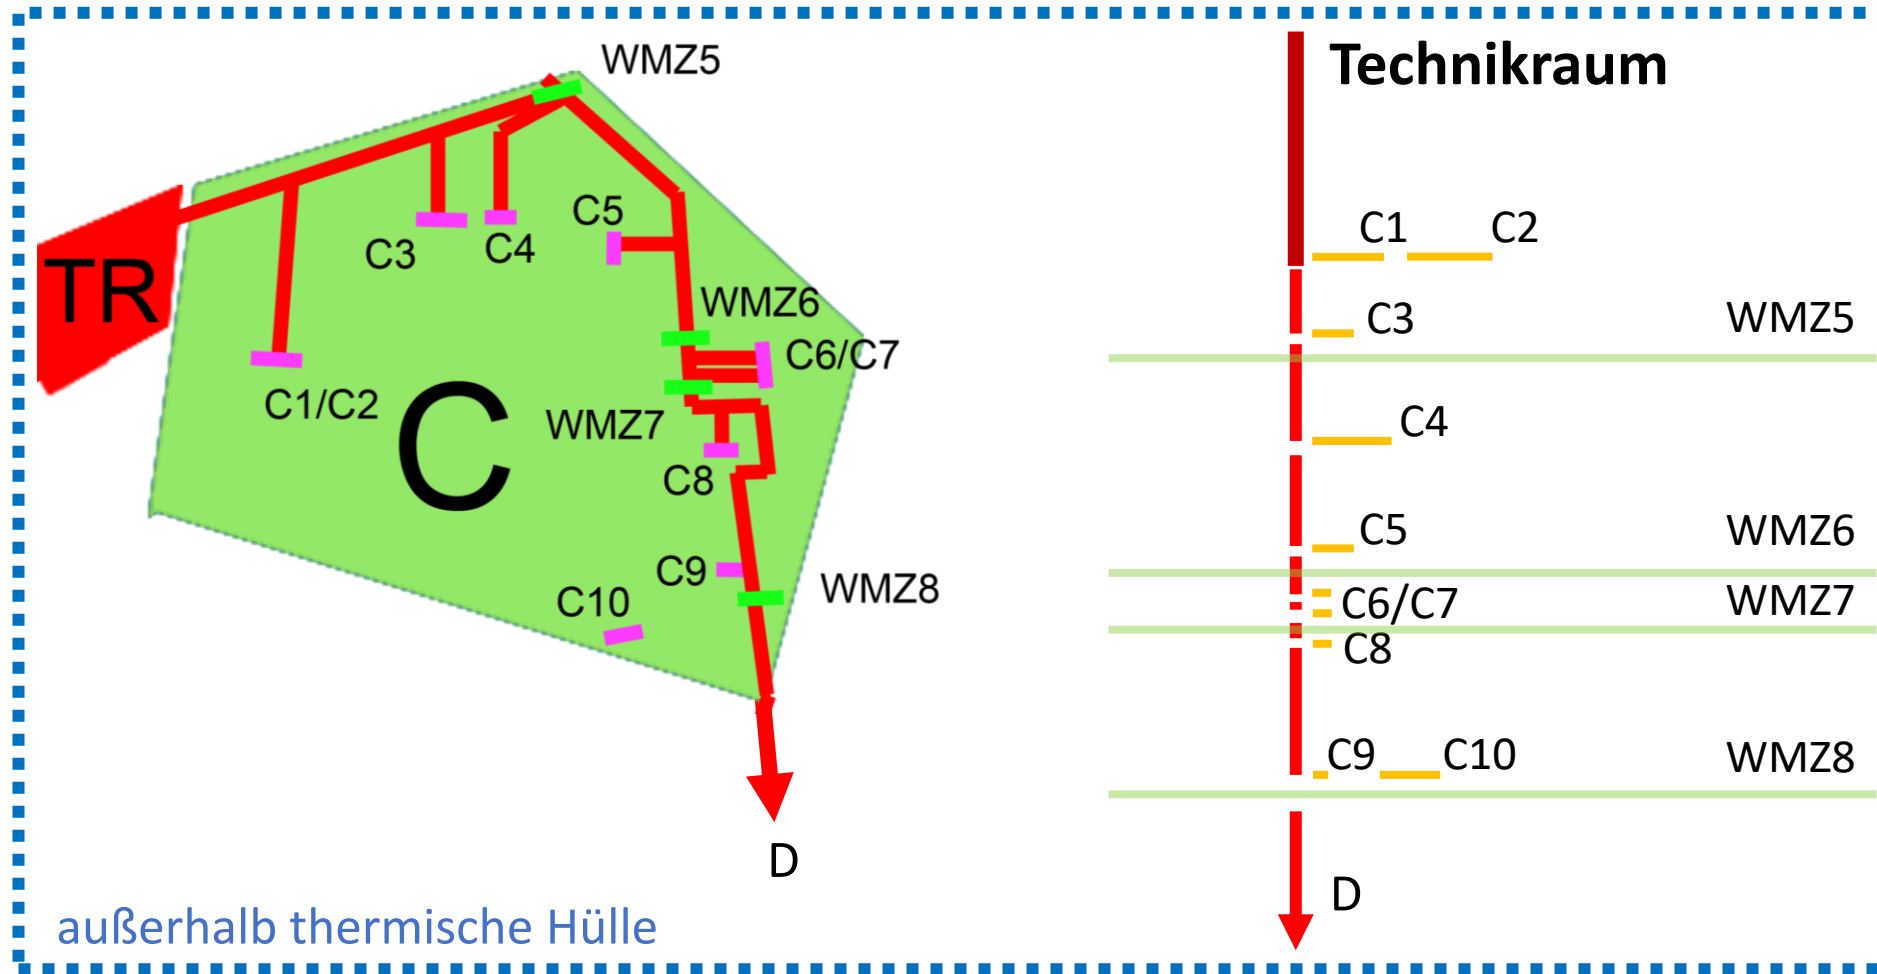 WMZ5
C5
C3
C4
TR
WMZ6
C6/C7
C1/C2
C
WMZ7
C8
C9
WMZ8
C10
D
außerhalb thermische Hülle
Technikraum
C1 C2
C3 WMZ5
C4
C5 WMZ6
C6/C7 WMZ7
C8
C9 C10 WMZ8
D